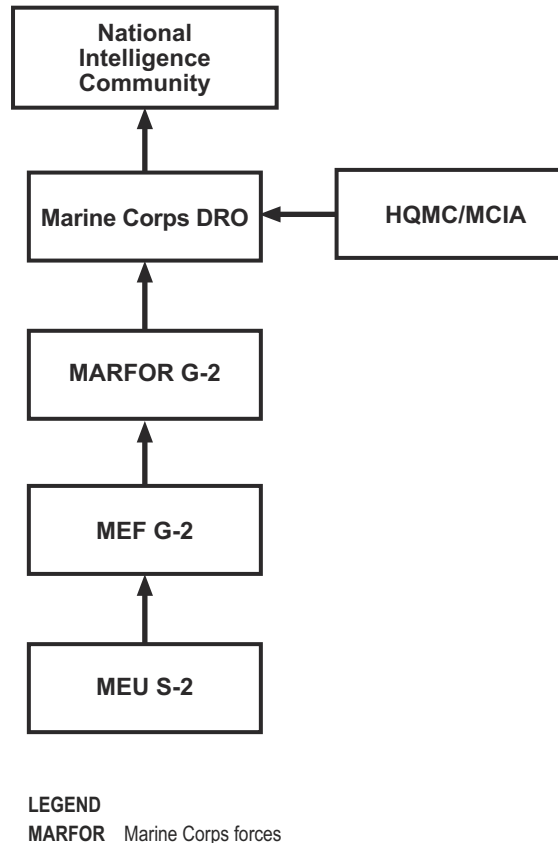 National
Intelligence
Community
Marine Corps DRO
HQMC/MCIA
MARFOR G-2
MEF G-2
MEU S-2
LEGEND
MARFOR Marine Corps forces